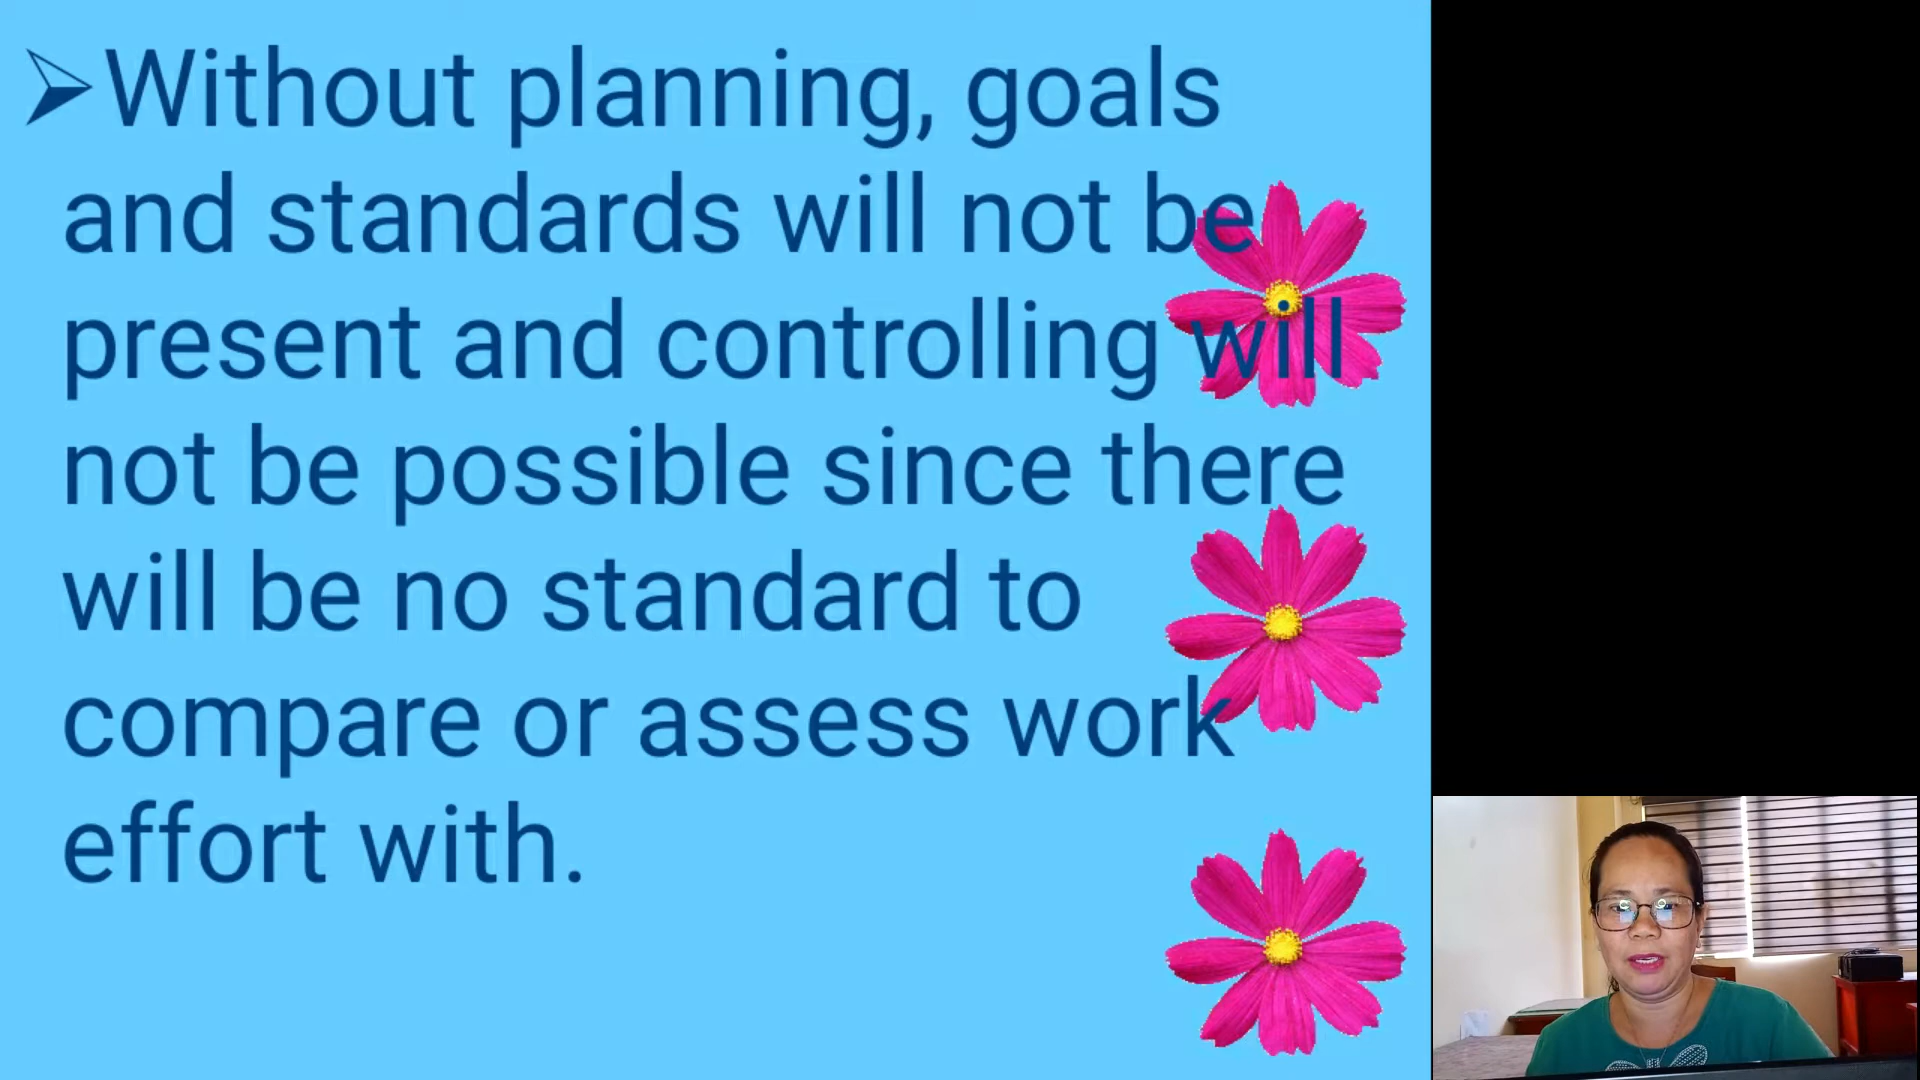 ➢Without planning, goals
and standards will not be
present and controlling will
not be possible since there
will be no standard to
compare or assess work
effort with.